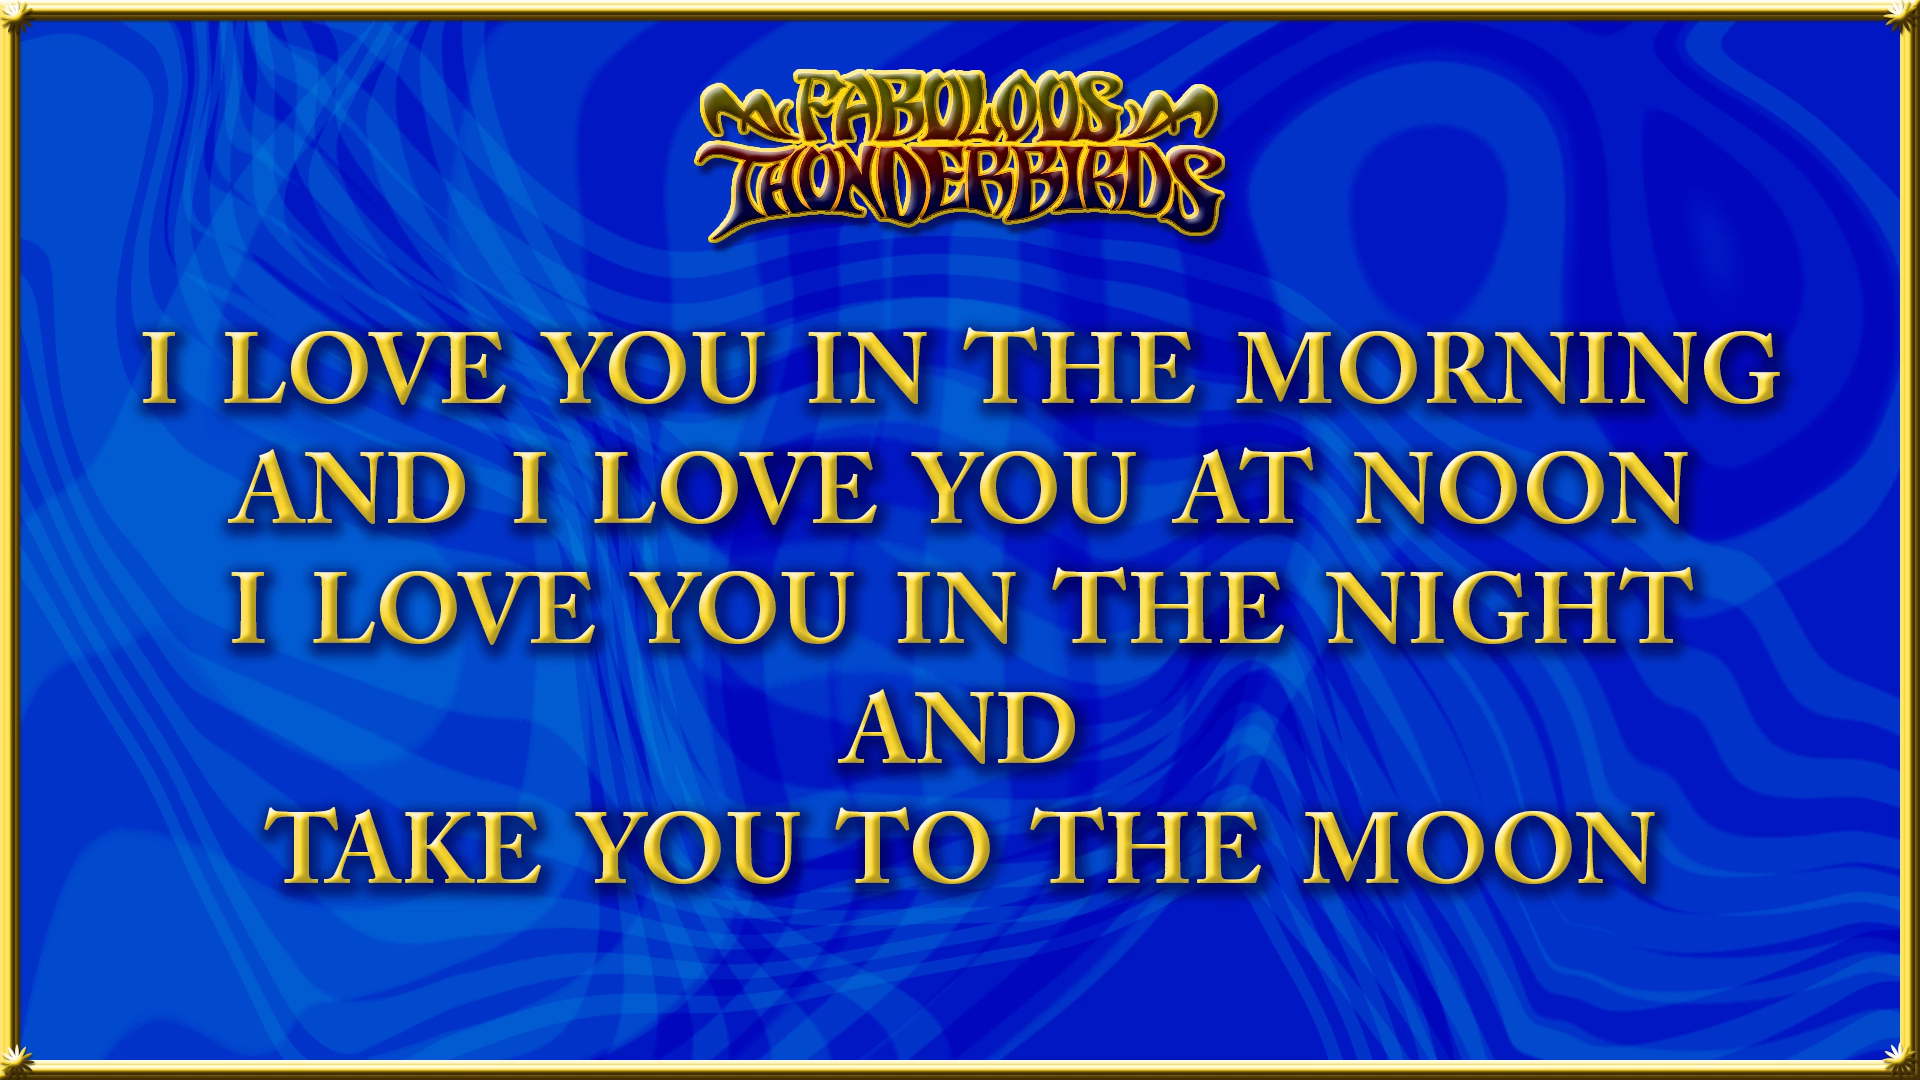 FABULOUS
THUNDERBIRDS
I LOVE YOU IN THE MORNING
AND I LOVE YOU AT NOON
I LOVE YOU IN THE NIGHT
AND
TAKE YOU TO THE MOON